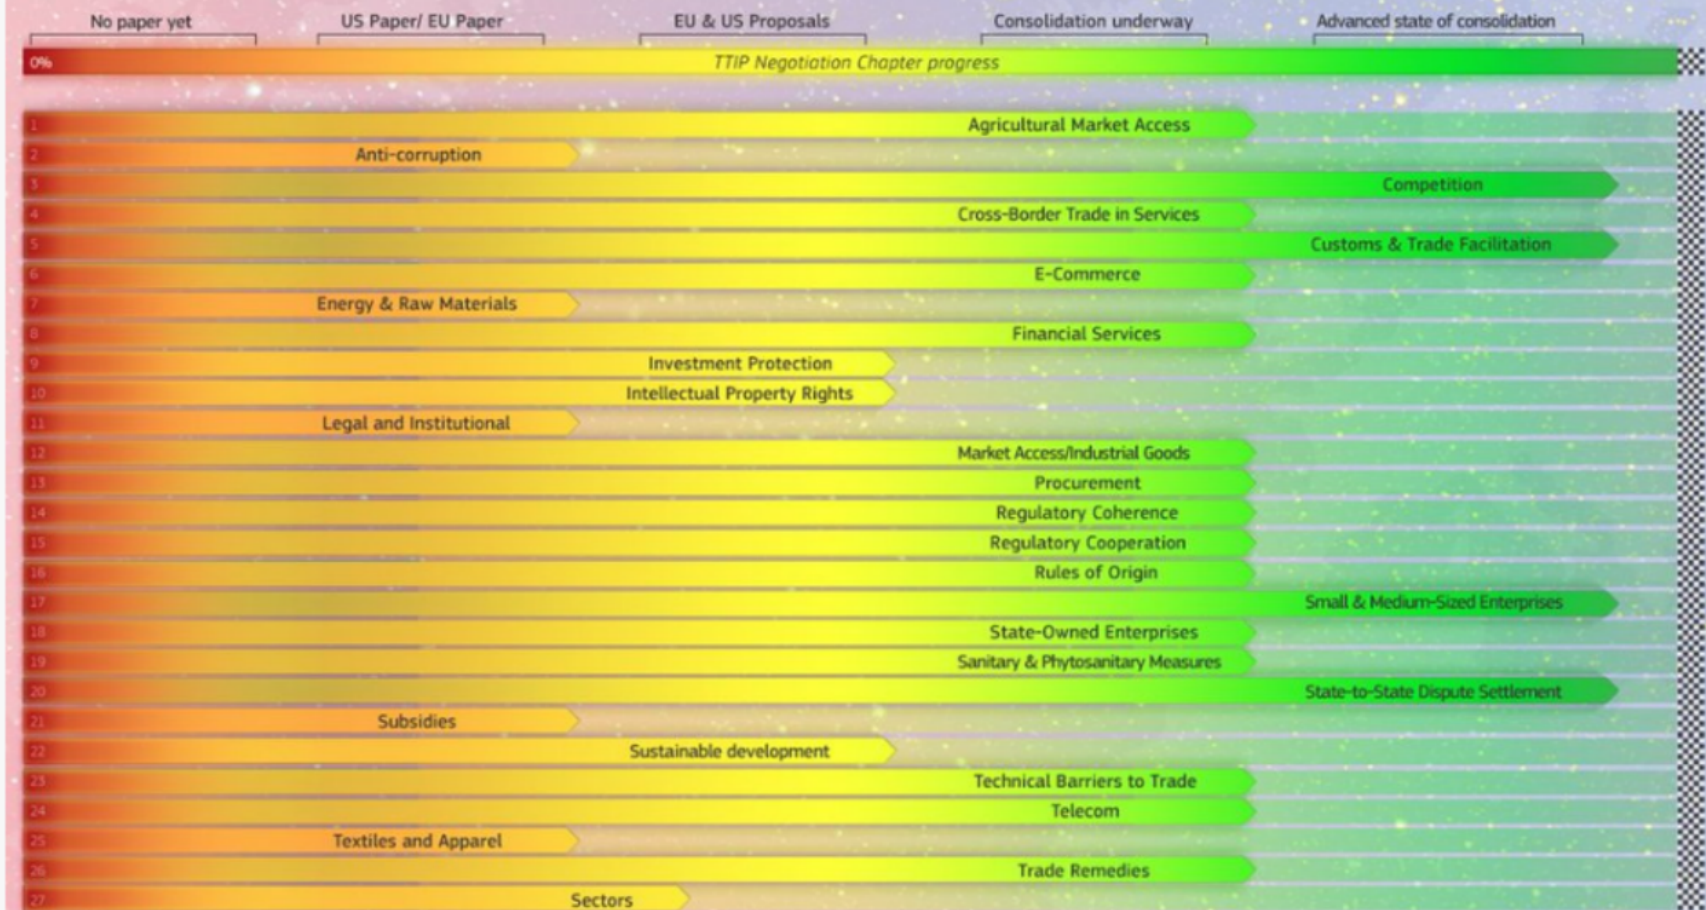 No paper yet US Paper/ EU Paper EU & US Proposals Consolidation underway Advanced state of consolidation
0% TTIP Negotiation Chapter progress
1 Agricultural Market Access
2 Anti-corruption
3 Competition
4 Cross-Border Trade in Services
5 Customs & Trade Facilitation
6 E-Commerce
7 Energy & Raw Materials
8 Financial Services
9 Investment Protection
10 Intellectual Property Rights
11 Legal and Institutional
12 Market Access/Industrial Goods
13 Procurement
14 Regulatory Coherence
15 Regulatory Cooperation
16 Rules of Origin
17 Small & Medium-Sized Enterprises
18 State-Owned Enterprises
19 Sanitary & Phytosanitary Measures
20 State-to-State Dispute Settlement
21 Subsidies
22 Sustainable development
23 Technical Barriers to Trade
24 Telecom
25 Textiles and Apparel
26 Trade Remedies
27 Sectors